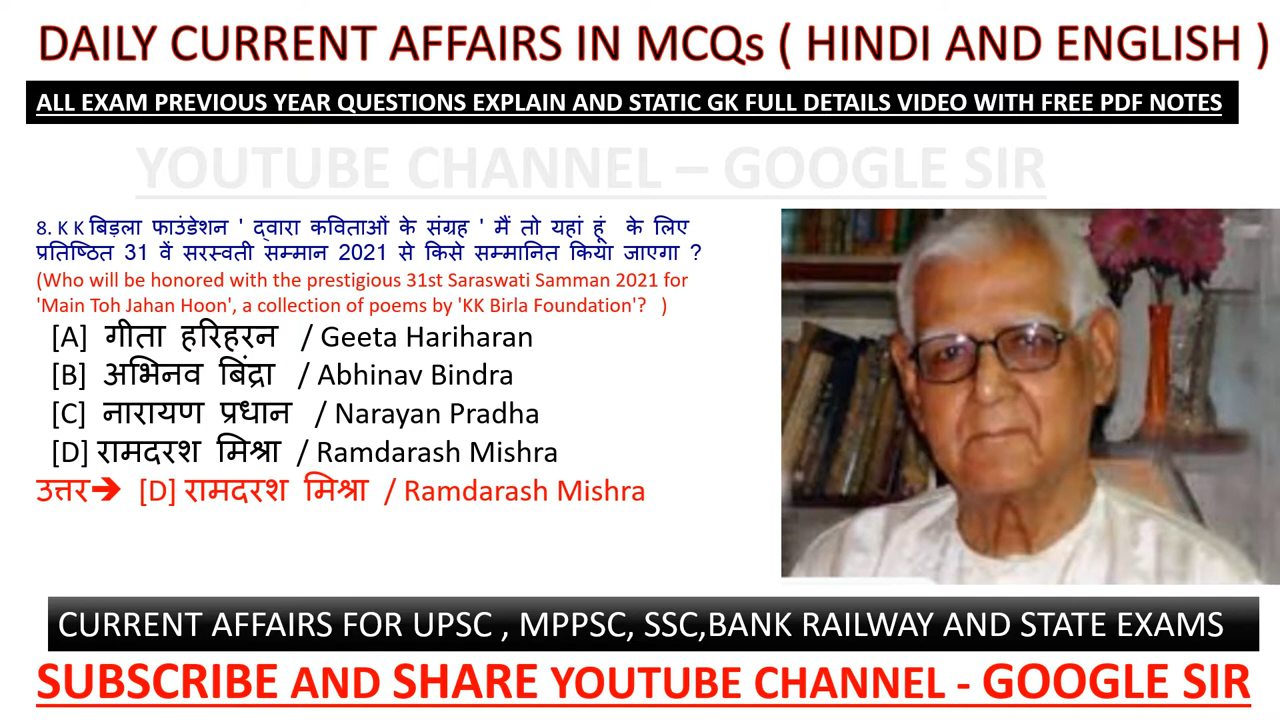 DAILY CURRENT AFFAIRS IN MCQs ( HINDI AND ENGLISH )
ALL EXAM PREVIOUS YEAR QUESTIONS EXPLAIN AND STATIC GK FULL DETAILS VIDEO WITH FREE PDF NOTES
YOUTUBE CHANNEL – GOOGLE SIR
8. K K बिड़ला फाउंडेशन ' द्वारा कविताओं के संग्रह ' मैं तो यहां हूं के लिए
प्रतिष्ठित 31 वें सरस्वती सम्मान 2021 से किसे सम्मानित किया जाएगा ?
(Who will be honored with the prestigious 31st Saraswati Samman 2021 for
'Main Toh Jahan Hoon', a collection of poems by 'KK Birla Foundation'? )
[A] गीता हरिहरन / Geeta Hariharan
[B] अभिनव बिंद्रा / Abhinav Bindra
[C] नारायण प्रधान / Narayan Pradha
[D] रामदरश मिश्रा / Ramdarash Mishra
उत्तर➔ [D] रामदरश मिश्रा / Ramdarash Mishra
CURRENT AFFAIRS FOR UPSC , MPPSC, SSC,BANK RAILWAY AND STATE EXAMS
SUBSCRIBE AND SHARE YOUTUBE CHANNEL - GOOGLE SIR